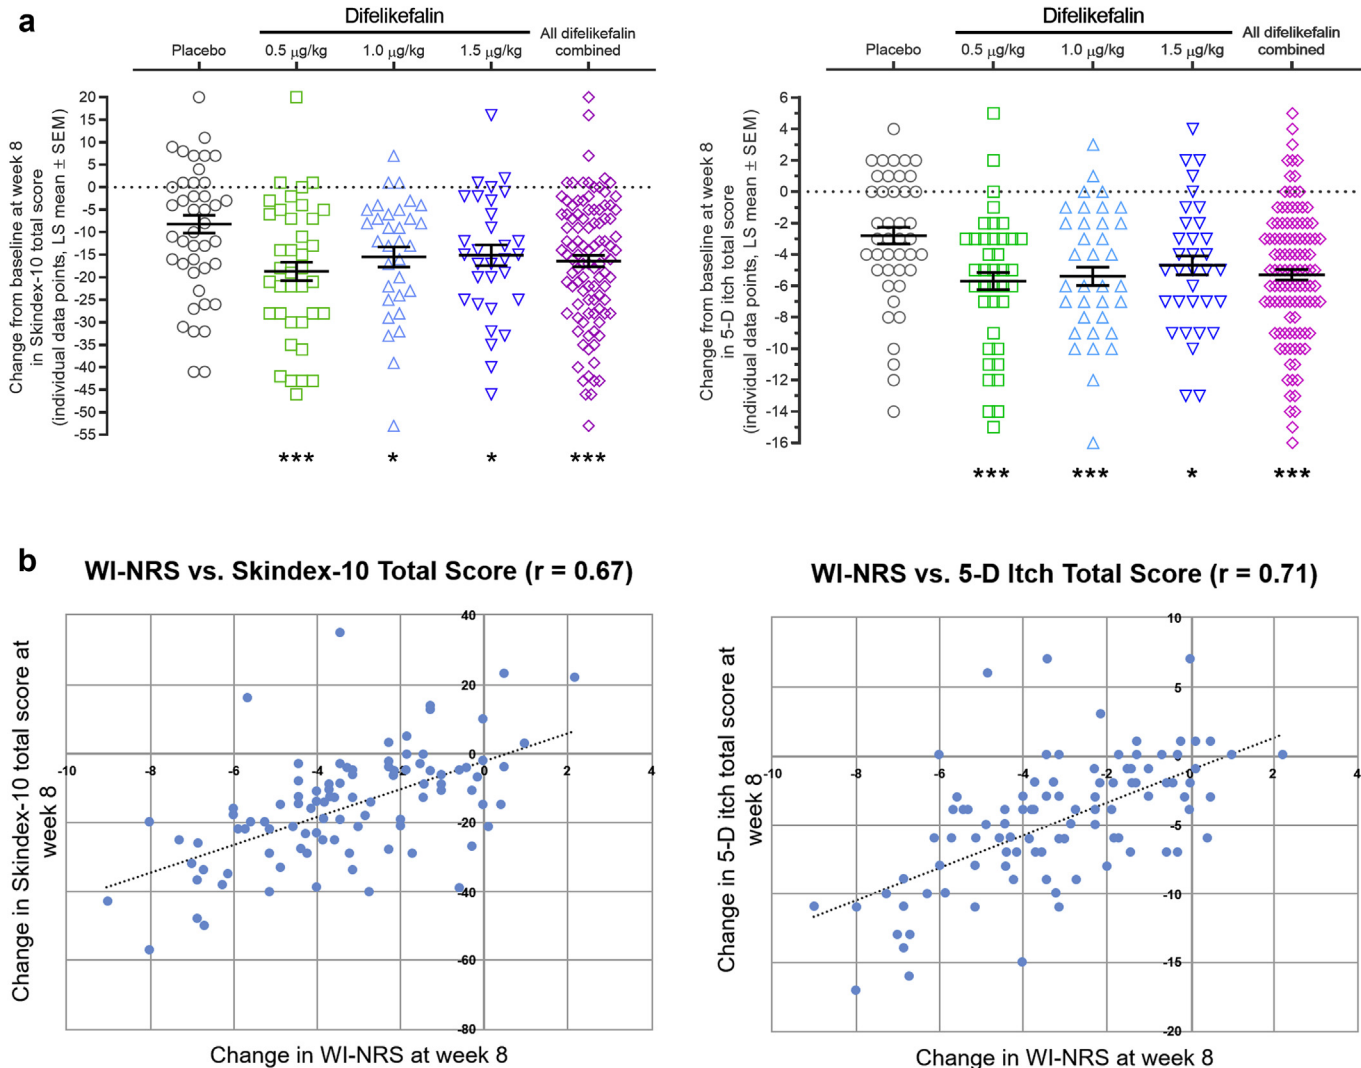 a
Difelikefalin
Placebo
0.5 μg/kg
1.0 μg/kg
1.5 μg/kg
All difelikefalin
combined
Change from baseline at week 8
in Skindex-10 total score
(individual data points, LS mean ± SEM)
20
15
10
5
0
-5
-10
-15
-20
-25
-30
-35
-40
-45
-50
-55
***
*
*
***
Difelikefalin
Placebo
0.5 μg/kg
1.0 μg/kg
1.5 μg/kg
All difelikefalin
combined
Change from baseline at week 8
in 5-D itch total score
(individual data points, LS mean ± SEM)
6
4
2
0
-2
-4
-6
-8
-10
-12
-14
-16
***
***
*
***
b
WI-NRS vs. Skindex-10 Total Score (r = 0.67)
Change in Skindex-10 total score at
week 8
40
20
0
-20
-40
-60
-80
-10
-8
-6
-4
-2
0
2
4
Change in WI-NRS at week 8
WI-NRS vs. 5-D Itch Total Score (r = 0.71)
Change in 5-D itch total score at
week 8
10
5
0
-5
-10
-15
-20
-10
-8
-6
-4
-2
0
2
4
Change in WI-NRS at week 8